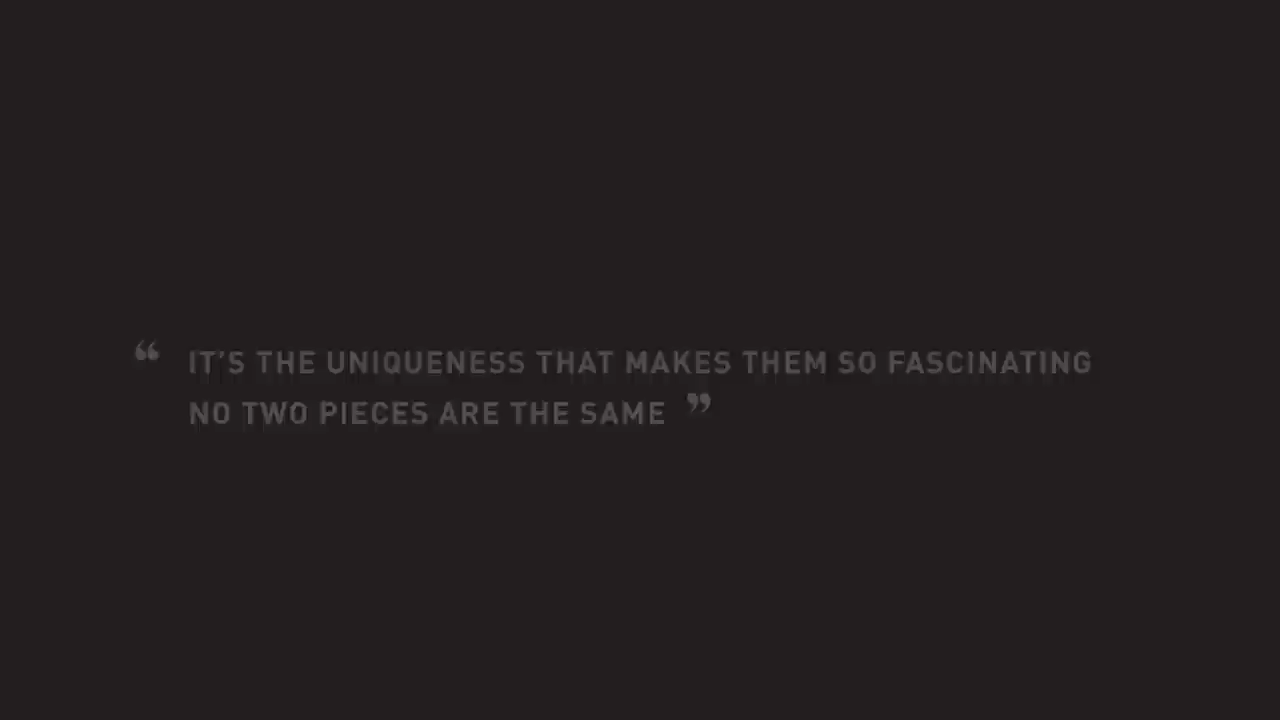 “ IT’S THE UNIQUENESS THAT MAKES THEM SO FASCINATING
NO TWO PIECES ARE THE SAME ”